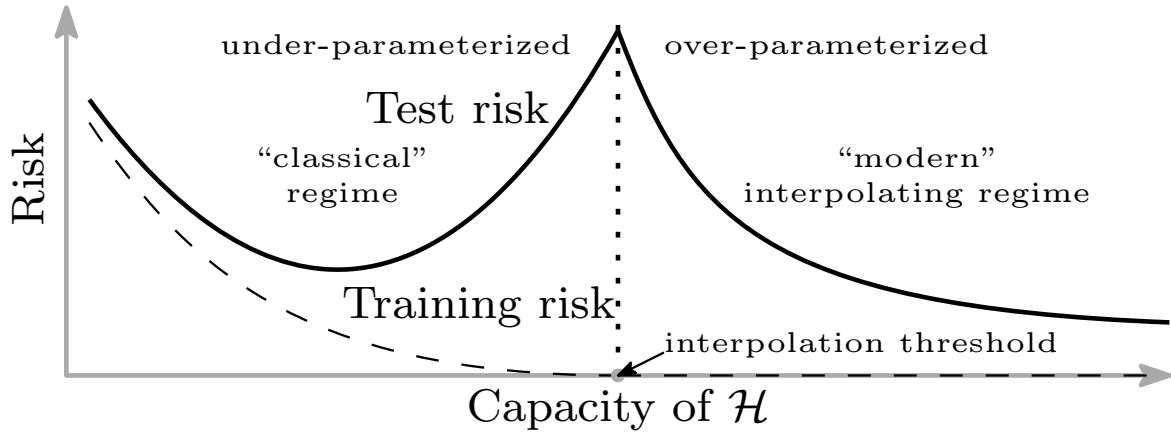 under-parameterized
over-parameterized
Test risk
“classical”
regime
“modern”
interpolating regime
Risk
Training risk
interpolation threshold
Capacity of ℋ